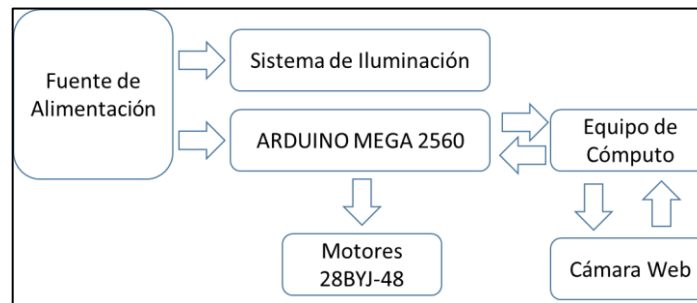 Fuente de
Alimentación
Sistema de Iluminación
ARDUINO MEGA 2560
Equipo de
Cómputo
Motores
28BYJ-48
Cámara Web